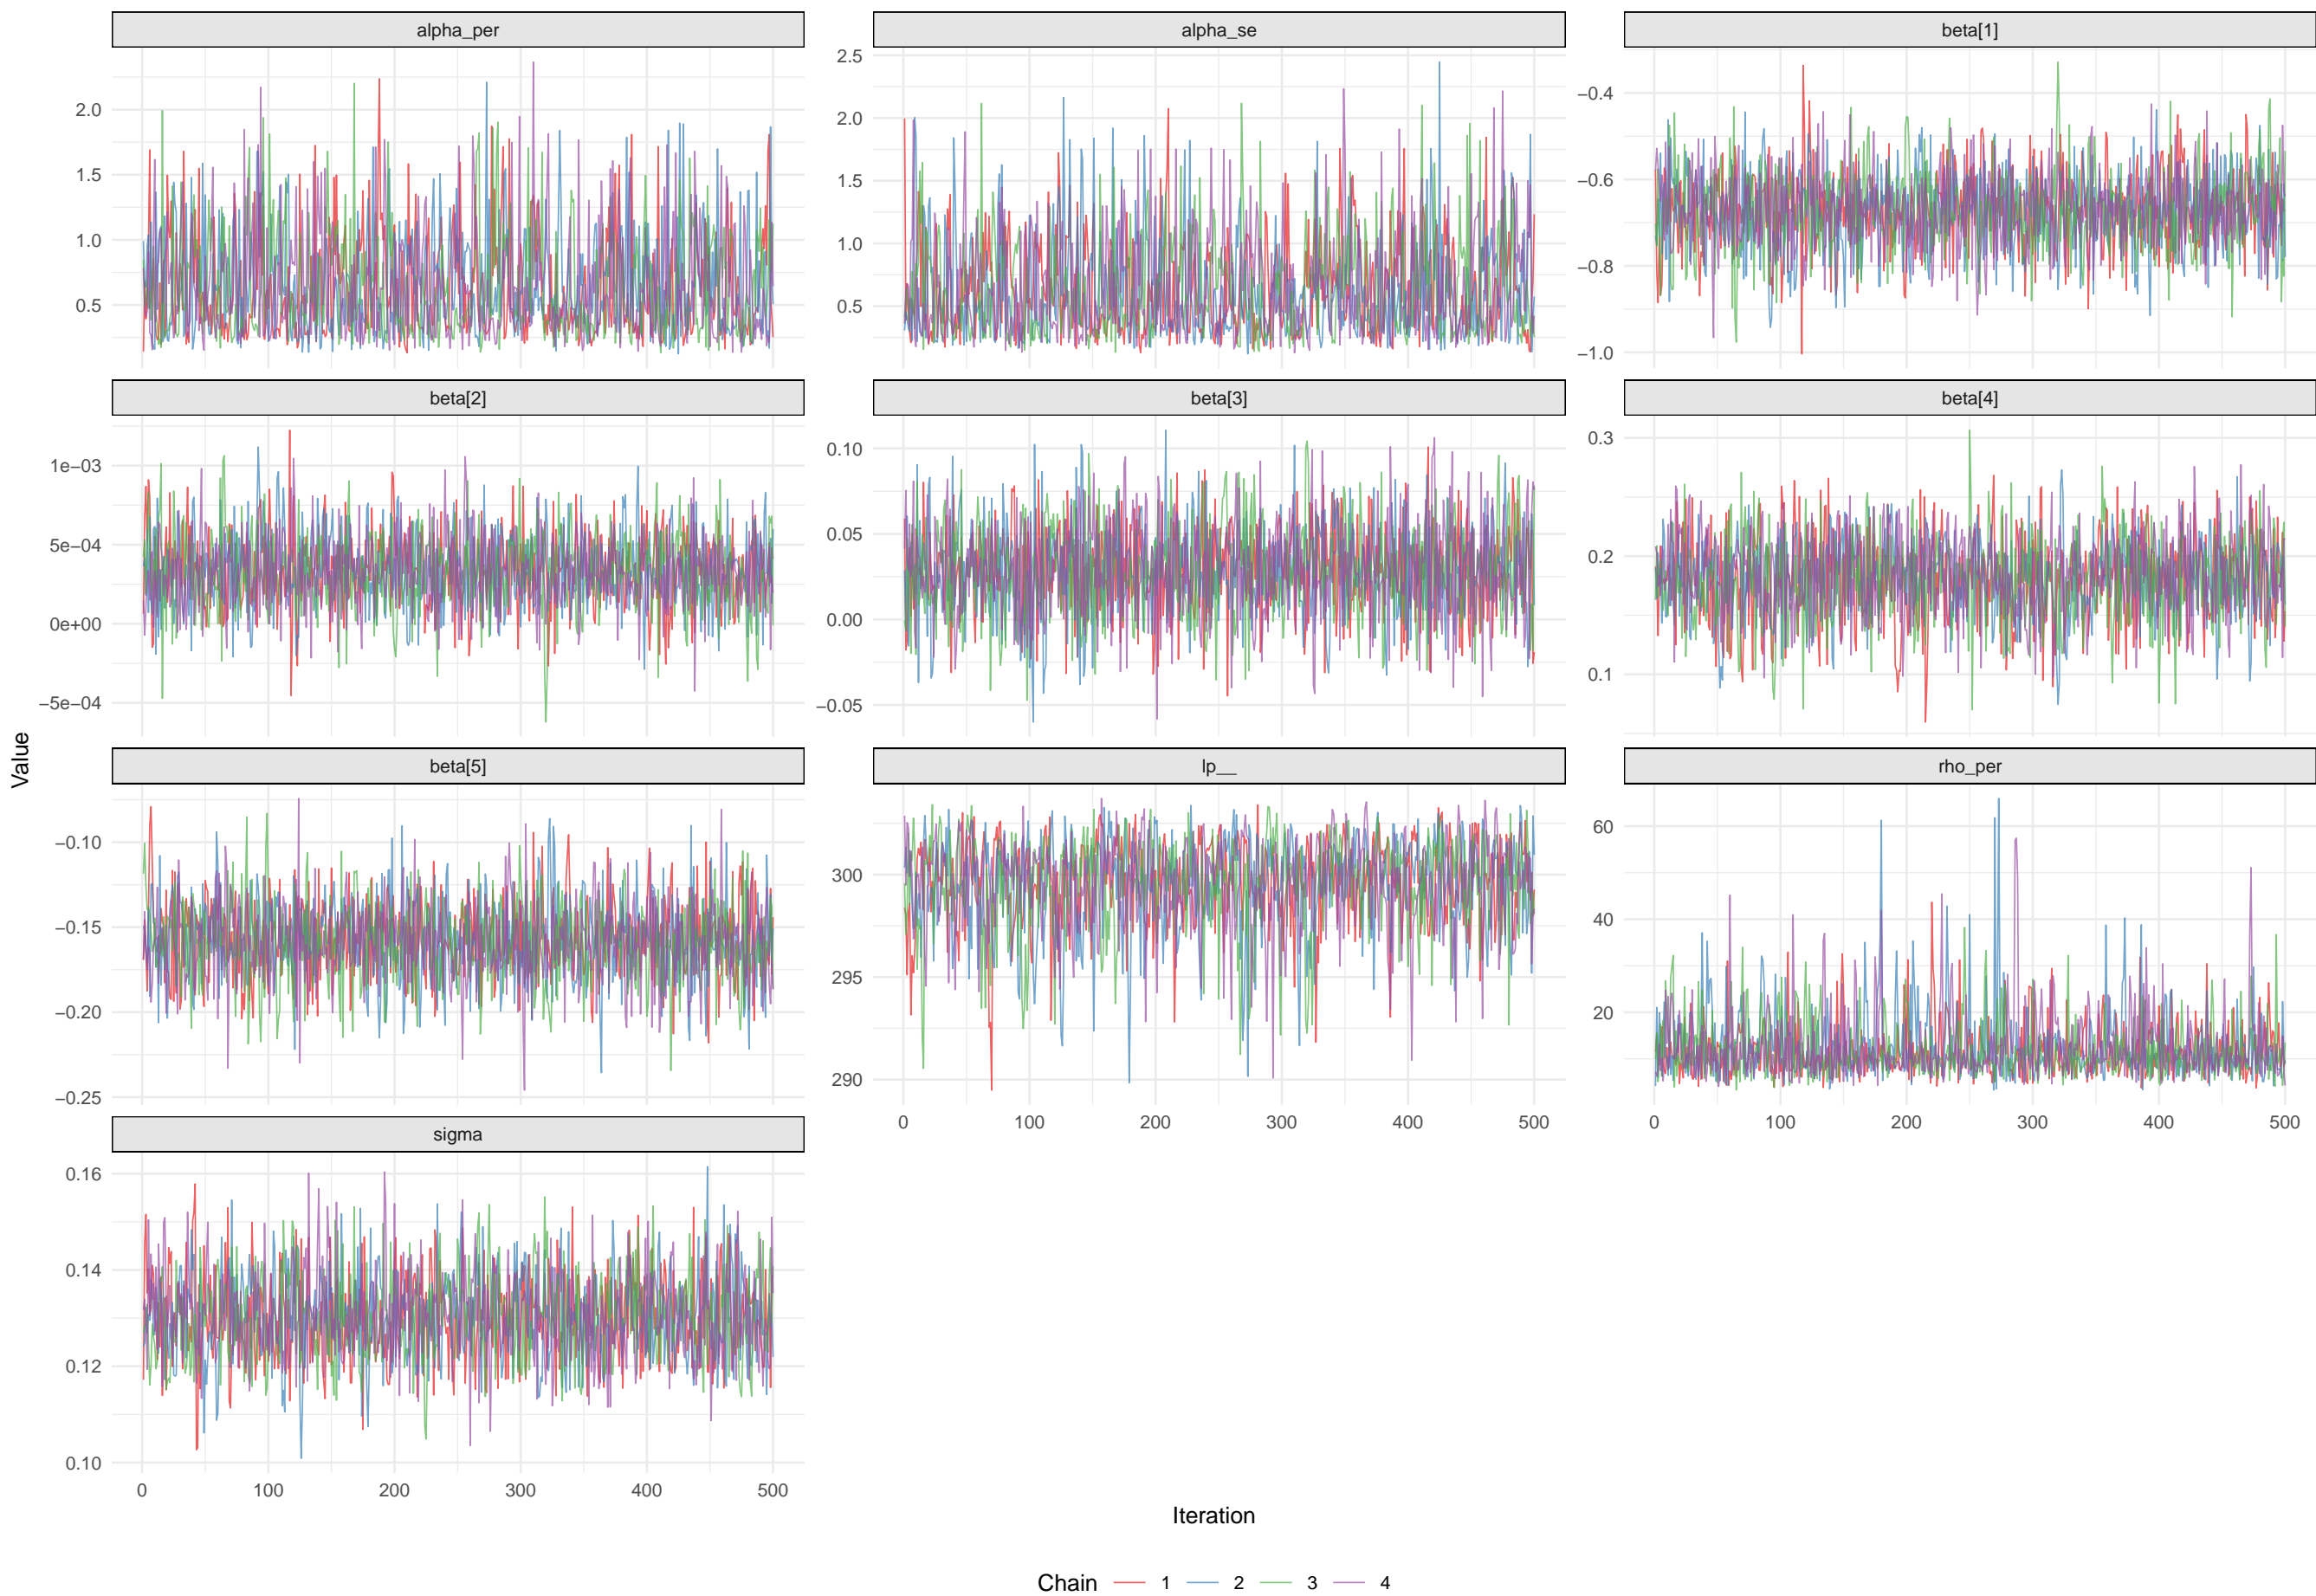 alpha_per
alpha_se
beta[1]
2.0
1.5
1.0
0.5
2.5
2.0
1.5
1.0
0.5
−0.4
−0.6
−0.8
−1.0
beta[2]
beta[3]
beta[4]
1e−03
5e−04
0e+00
−5e−04
0.10
0.05
0.00
−0.05
0.3
0.2
0.1
beta[5]
lp__
rho_per
−0.10
−0.15
−0.20
−0.25
300
295
290
60
40
20
0 100 200 300 400 500
0 100 200 300 400 500
sigma
0.16
0.14
0.12
0.10
0 100 200 300 400 500
Value
Iteration
Chain 1 2 3 4